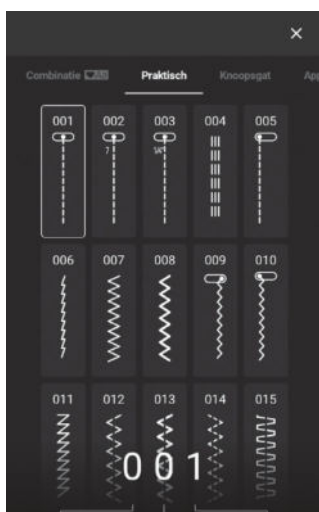 ×
Combinatie
Praktisch
Knoopsgat
App
001 002 003 004 005
006 007 008 009 010
011 012 013 014 015
001